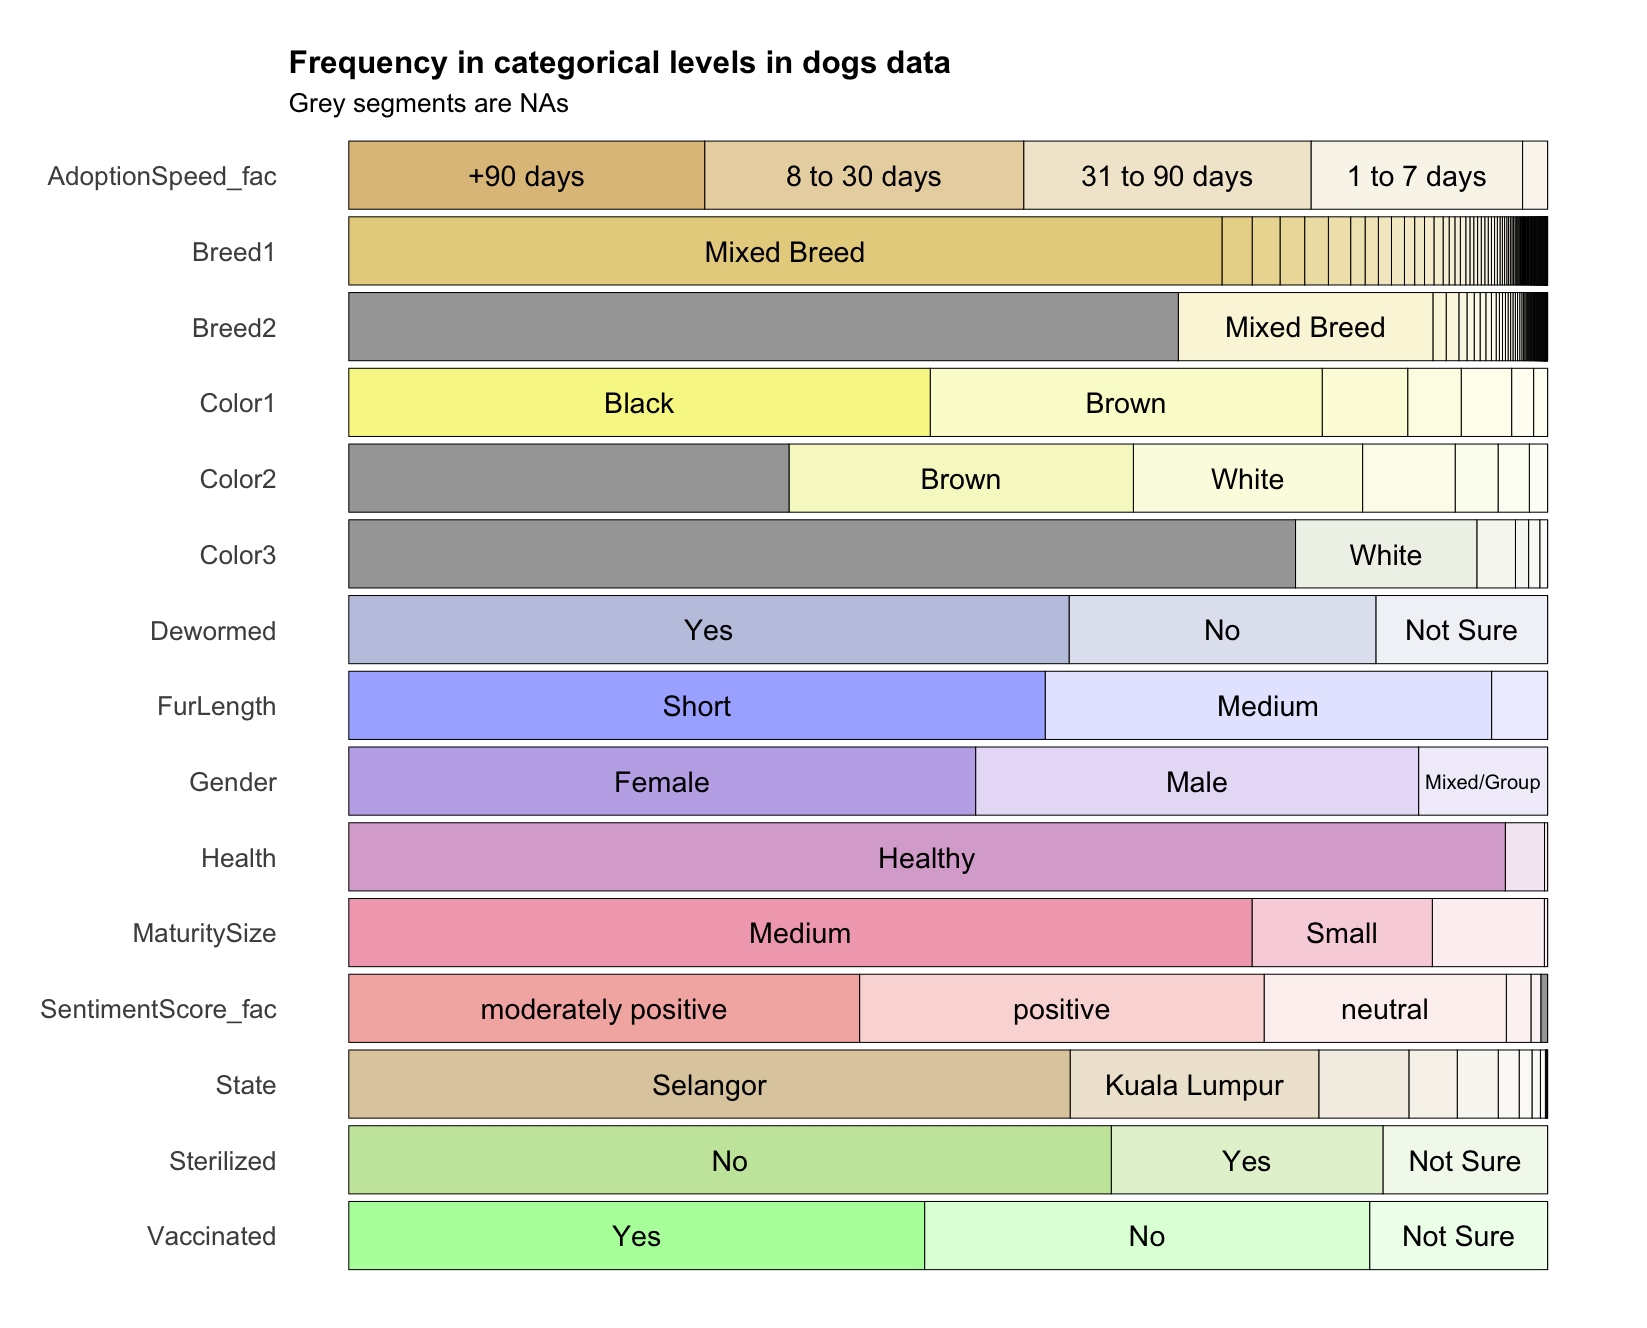 Frequency in categorical levels in dogs data
Grey segments are NAs
AdoptionSpeed_fac +90 days 8 to 30 days 31 to 90 days 1 to 7 days
Breed1 Mixed Breed
Breed2 Mixed Breed
Color1 Black Brown
Color2 Brown White
Color3 White
Dewormed Yes No Not Sure
FurLength Short Medium
Gender Female Male Mixed/Group
Health Healthy
MaturitySize Medium Small
SentimentScore_fac moderately positive positive neutral
State Selangor Kuala Lumpur
Sterilized No Yes Not Sure
Vaccinated Yes No Not Sure